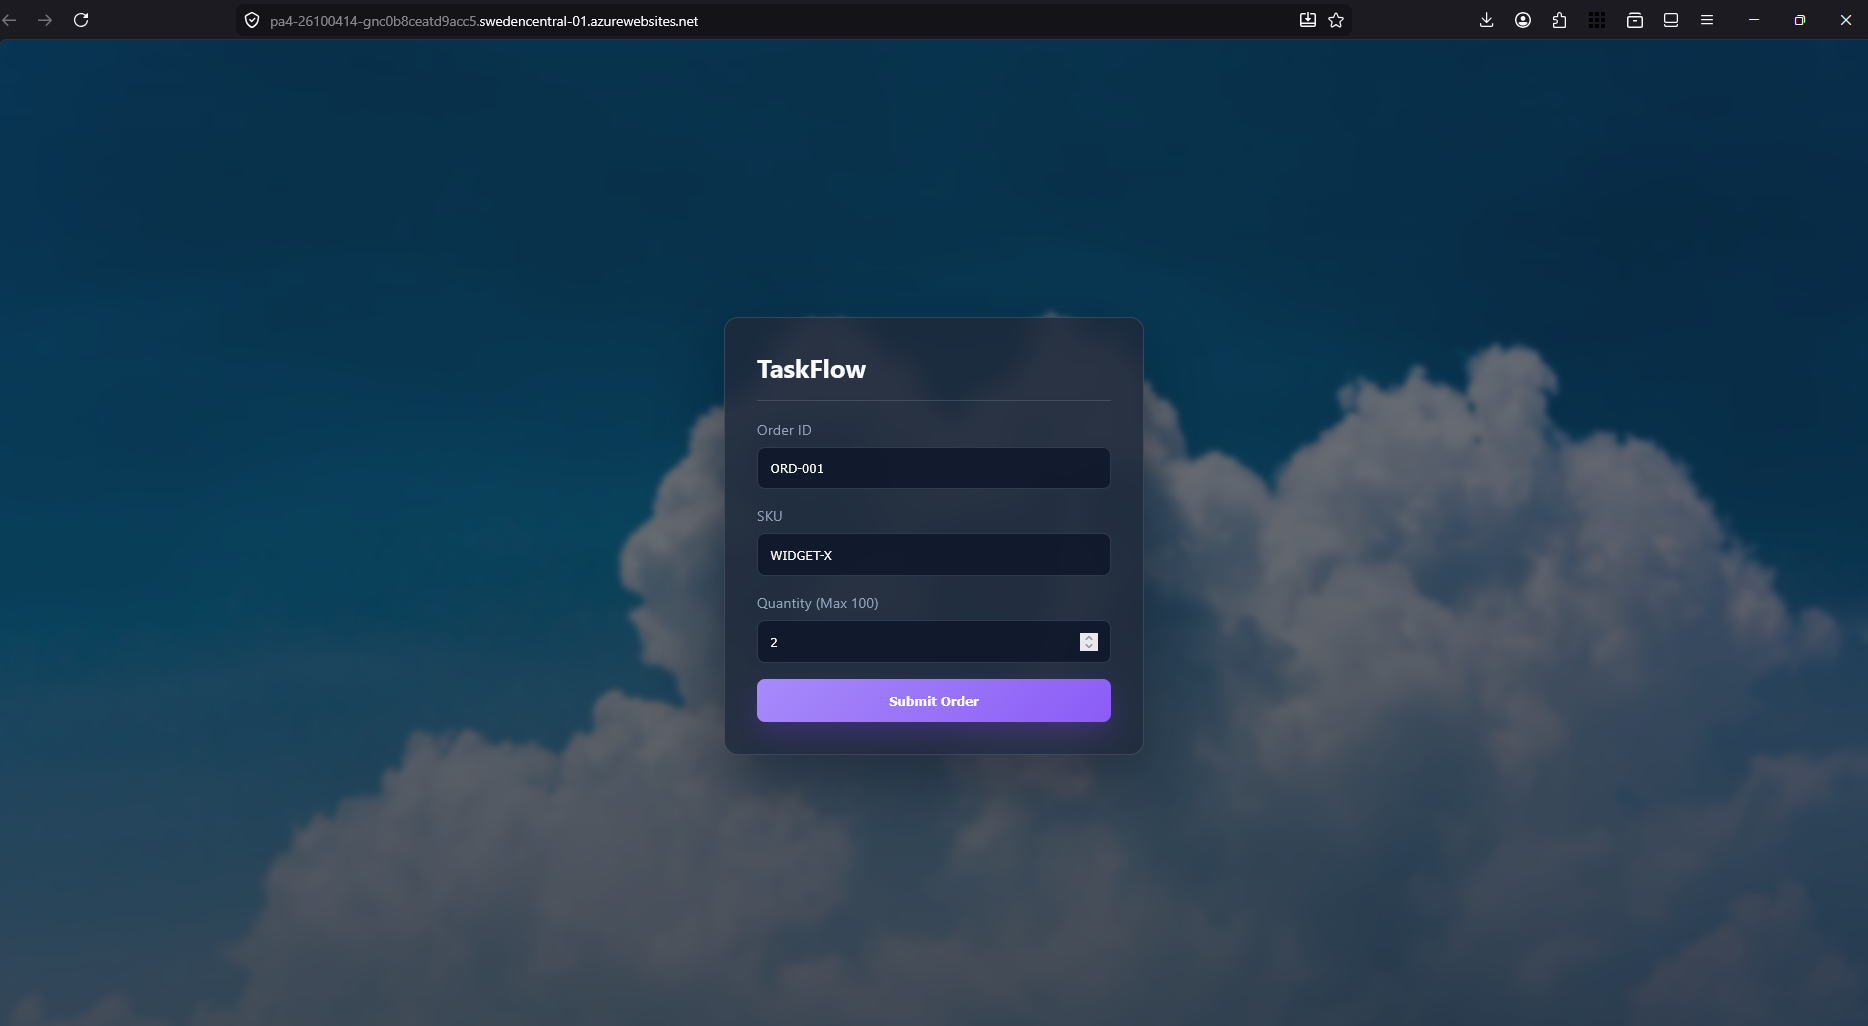 pa4-26100414-gnc0b8ceatd9acc5.swedencentral-01.azurewebsites.net
TaskFlow
Order ID
ORD-001
SKU
WIDGET-X
Quantity (Max 100)
2
Submit Order